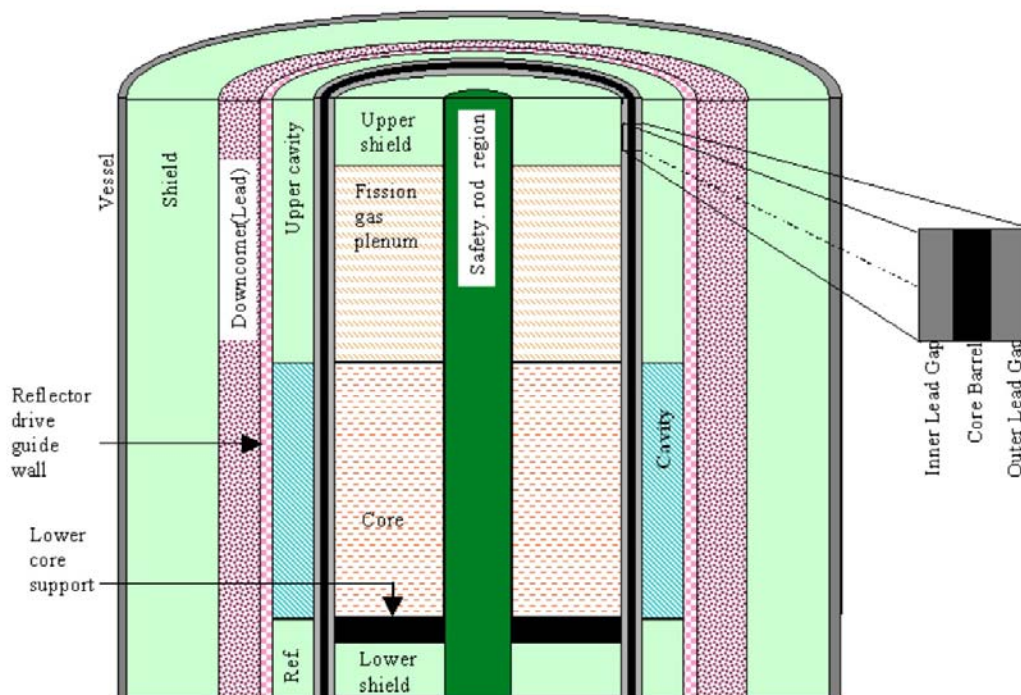 Upper
shield
Fission
gas
plenum
Safety. rod region
Vessel
Shield
Downcomer(Lead)
Upper cavity
Inner Lead Gap
Core Barrel
Outer Lead Gap
Reflector
drive
guide
wall
Cavity
Core
Lower
core
support
Ref.
Lower
shield